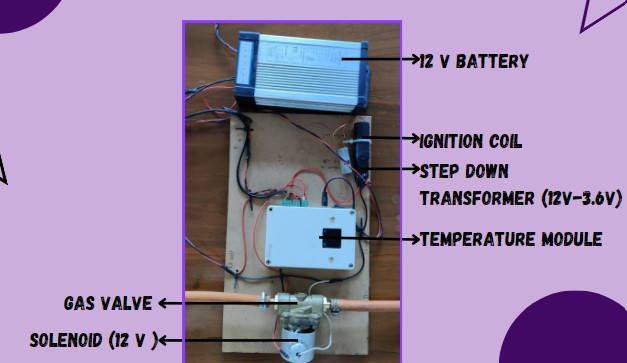 12 V BATTERY
IGNITION COIL
STEP DOWN
TRANSFORMER (12V-3.6V)
TEMPERATURE MODULE
GAS VALVE
SOLENOID (12 V )